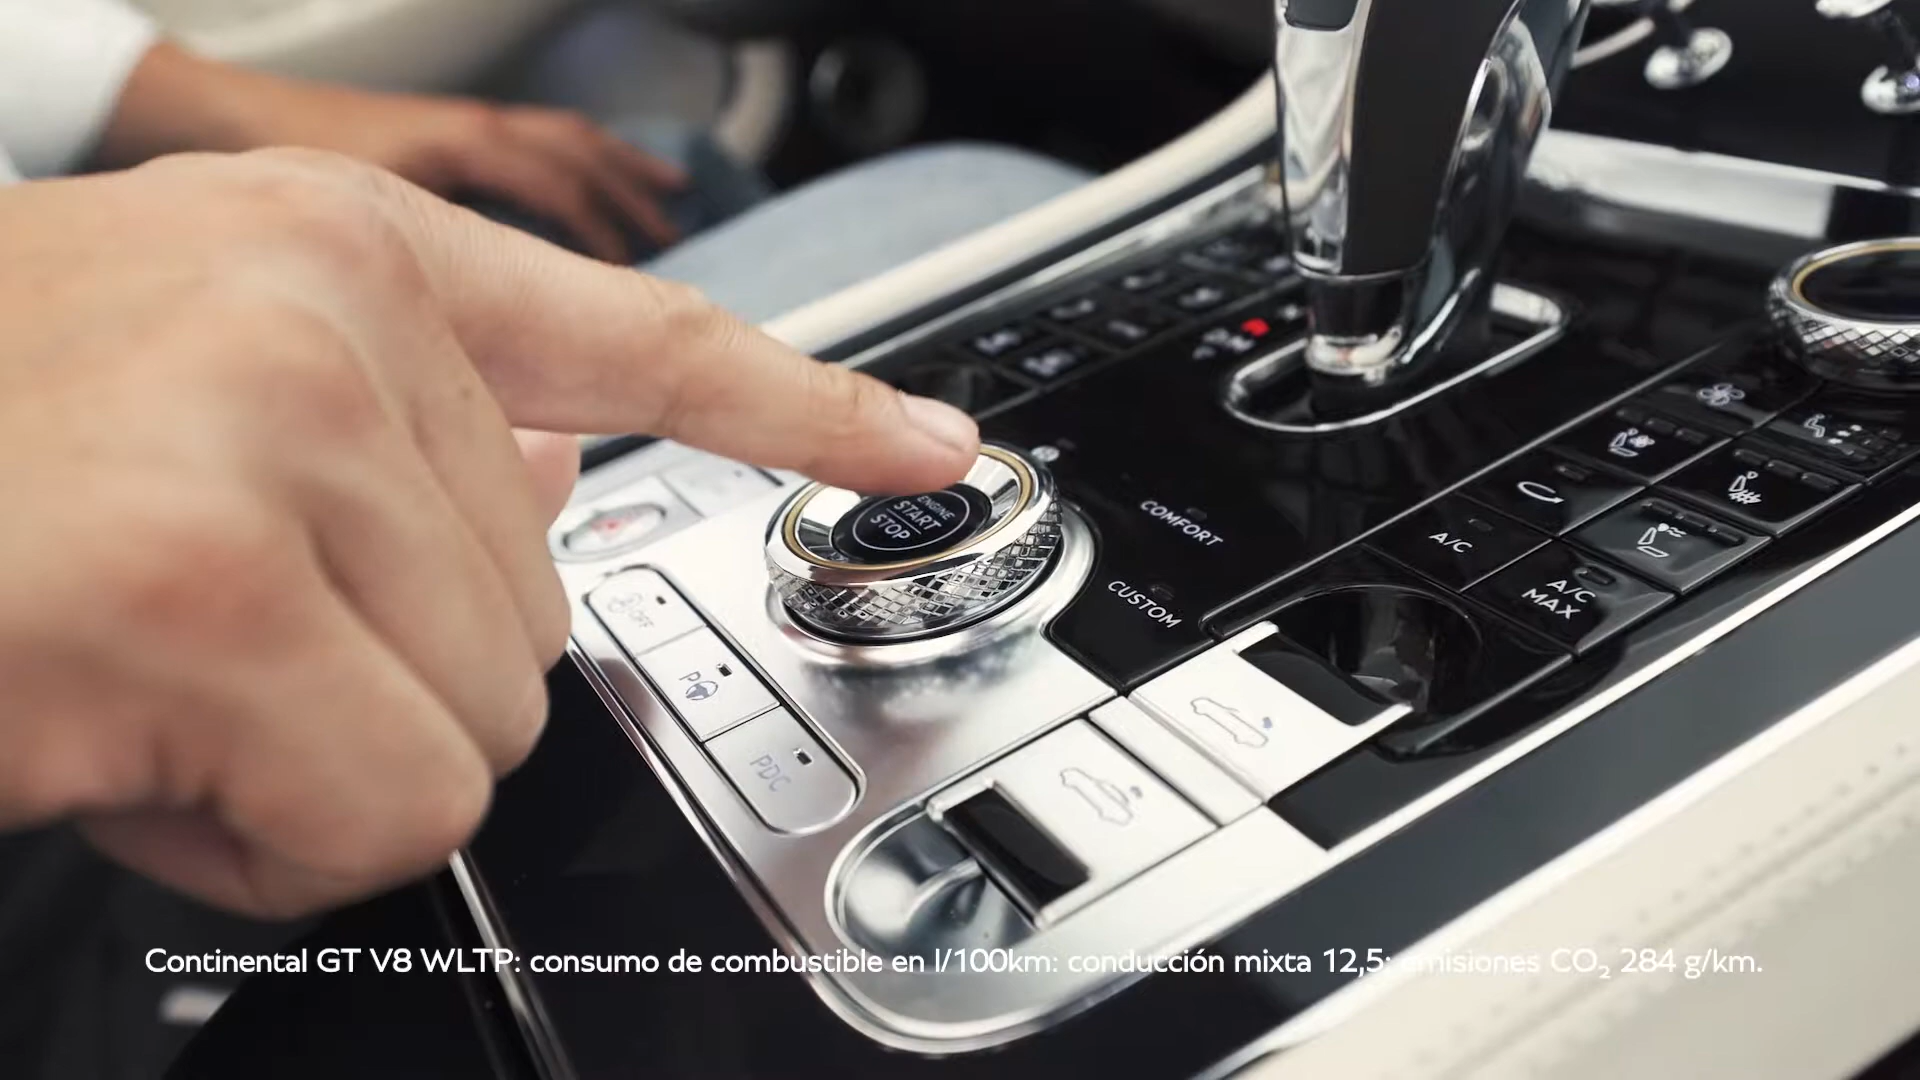 ENGINE
START
STOP
COMFORT
CUSTOM
A/C
A/C
MAX
OFF
P
PDC
Continental GT V8 WLTP: consumo de combustible en l/100km: conducción mixta 12,5; emisiones CO₂ 284 g/km.